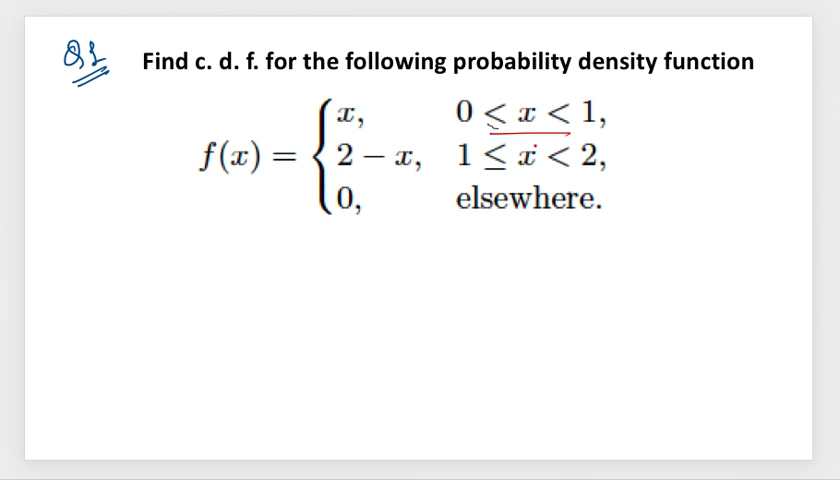 Q1 Find c. d. f. for the following probability density function
f(x) = { x, 0 ≤ x < 1,
2 − x, 1 ≤ x < 2,
0, elsewhere.